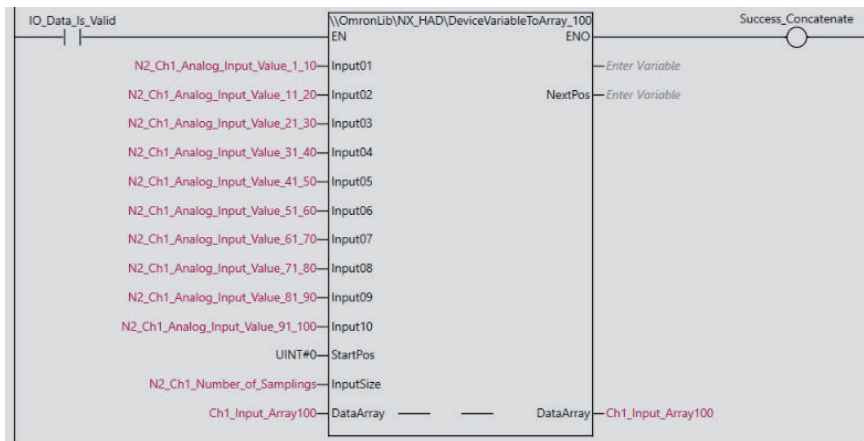 IO_Data_Is_Valid \\OmronLib\NX_HAD\DeviceVariableToArray_100 Success_Concatenate
EN ENO
N2_Ch1_Analog_Input_Value_1_10 Input01 Enter Variable
N2_Ch1_Analog_Input_Value_11_20 Input02 NextPos Enter Variable
N2_Ch1_Analog_Input_Value_21_30 Input03
N2_Ch1_Analog_Input_Value_31_40 Input04
N2_Ch1_Analog_Input_Value_41_50 Input05
N2_Ch1_Analog_Input_Value_51_60 Input06
N2_Ch1_Analog_Input_Value_61_70 Input07
N2_Ch1_Analog_Input_Value_71_80 Input08
N2_Ch1_Analog_Input_Value_81_90 Input09
N2_Ch1_Analog_Input_Value_91_100 Input10
UINT#0 StartPos
N2_Ch1_Number_of_Samplings InputSize
Ch1_Input_Array100 DataArray DataArray Ch1_Input_Array100